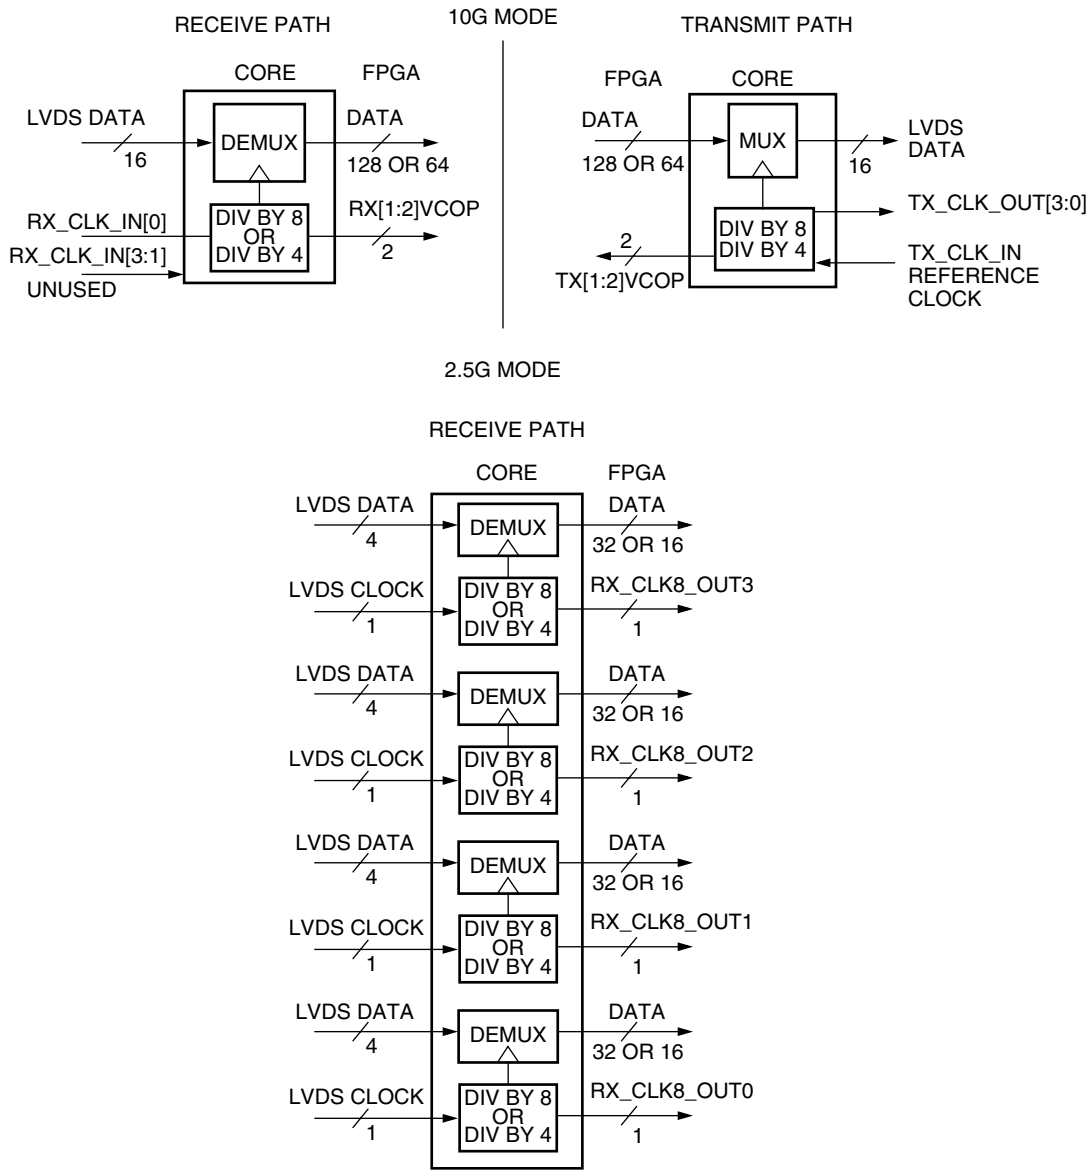 10G MODE
RECEIVE PATH
CORE
FPGA
LVDS DATA
16
DEMUX
DATA
128 OR 64
RX_CLK_IN[0]
RX_CLK_IN[3:1]
UNUSED
DIV BY 8
OR
DIV BY 4
RX[1:2]VCOP
2
TRANSMIT PATH
FPGA
CORE
DATA
128 OR 64
MUX
16
LVDS
DATA
2
TX[1:2]VCOP
DIV BY 8
DIV BY 4
TX_CLK_OUT[3:0]
TX_CLK_IN
REFERENCE
CLOCK
2.5G MODE
RECEIVE PATH
CORE
FPGA
LVDS DATA
4
DEMUX
DATA
32 OR 16
LVDS CLOCK
1
DIV BY 8
OR
DIV BY 4
RX_CLK8_OUT3
1
LVDS DATA
4
DEMUX
DATA
32 OR 16
LVDS CLOCK
1
DIV BY 8
OR
DIV BY 4
RX_CLK8_OUT2
1
LVDS DATA
4
DEMUX
DATA
32 OR 16
LVDS CLOCK
1
DIV BY 8
OR
DIV BY 4
RX_CLK8_OUT1
1
LVDS DATA
4
DEMUX
DATA
32 OR 16
LVDS CLOCK
1
DIV BY 8
OR
DIV BY 4
RX_CLK8_OUT0
1